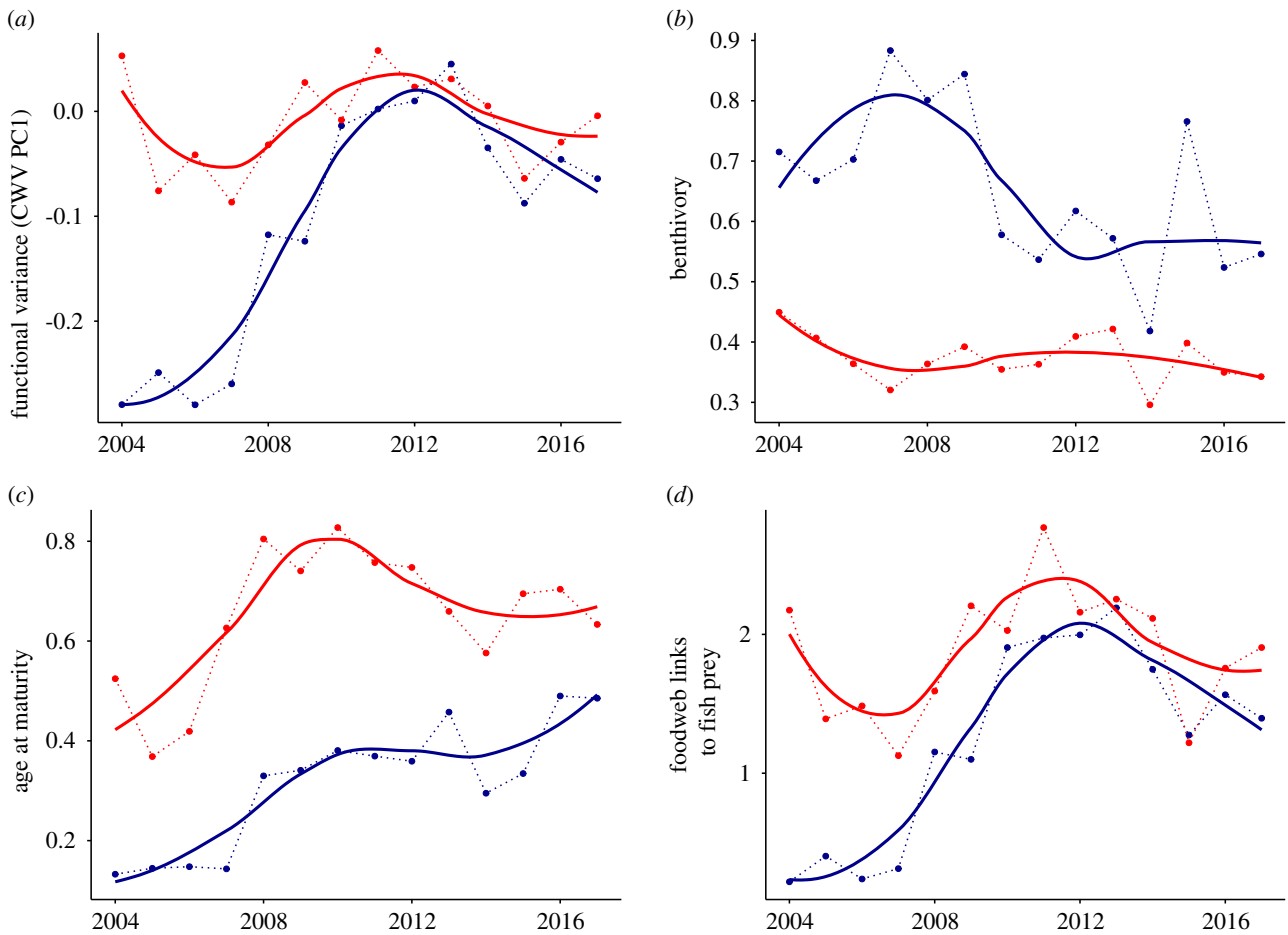 (a)
functional variance (CWV PC1)
0.0
-0.1
-0.2
2004 2008 2012 2016
(b)
benthivory
0.9
0.8
0.7
0.6
0.5
0.4
0.3
2004 2008 2012 2016
(c)
age at maturity
0.8
0.6
0.4
0.2
2004 2008 2012 2016
(d)
foodweb links
to fish prey
2
1
2004 2008 2012 2016